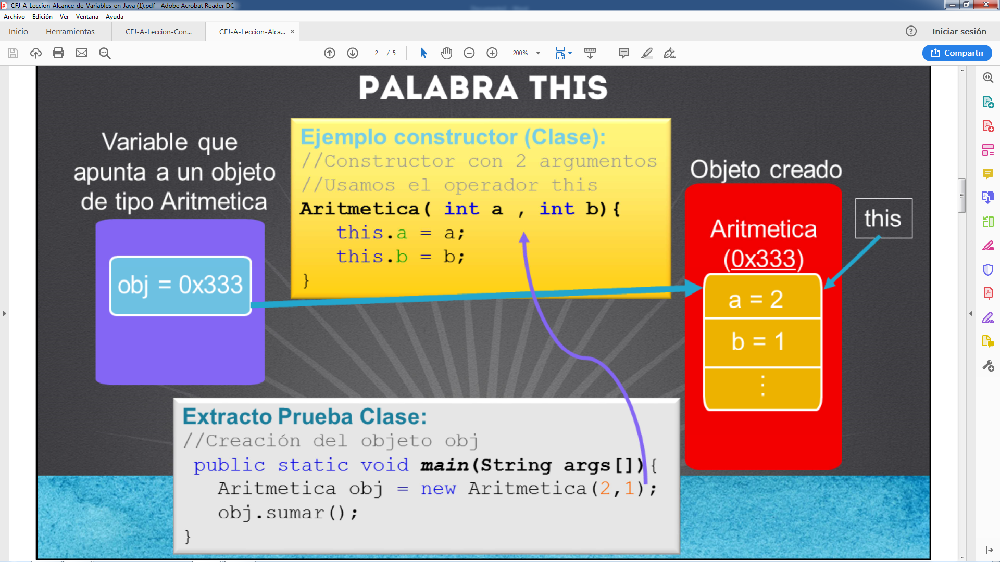 CFJ-A-Leccion-Alcance-de-Variables-en-Java (1).pdf - Adobe Acrobat Reader DC
Archivo Edición Ver Ventana Ayuda
Inicio Herramientas CFJ-A-Leccion-Con... CFJ-A-Leccion-Alca... × Iniciar sesión
2 / 5 200% Compartir
PALABRA THIS
Variable que
apunta a un objeto
de tipo Aritmetica
obj = 0x333
Ejemplo constructor (Clase):
//Constructor con 2 argumentos
//Usamos el operador this
Aritmetica( int a , int b){
this.a = a;
this.b = b;
}
Objeto creado
Aritmetica
(0x333)
a = 2
b = 1
⋮
this
Extracto Prueba Clase:
//Creación del objeto obj
public static void main(String args[]){
Aritmetica obj = new Aritmetica(2,1);
obj.sumar();
}